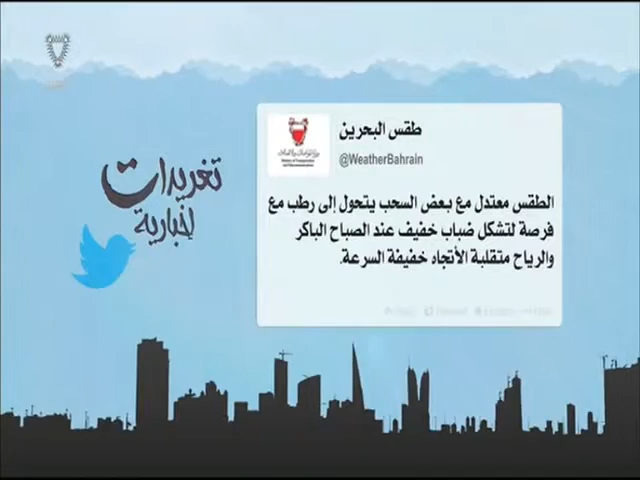 تغريدات
إخبارية
طقس البحرين
@WeatherBahrain
الطقس معتدل مع بعض السحب يتحول إلى رطب مع
فرصة لتشكل ضباب خفيف عند الصباح الباكر
والرياح متقلبة الأتجاه خفيفة السرعة.